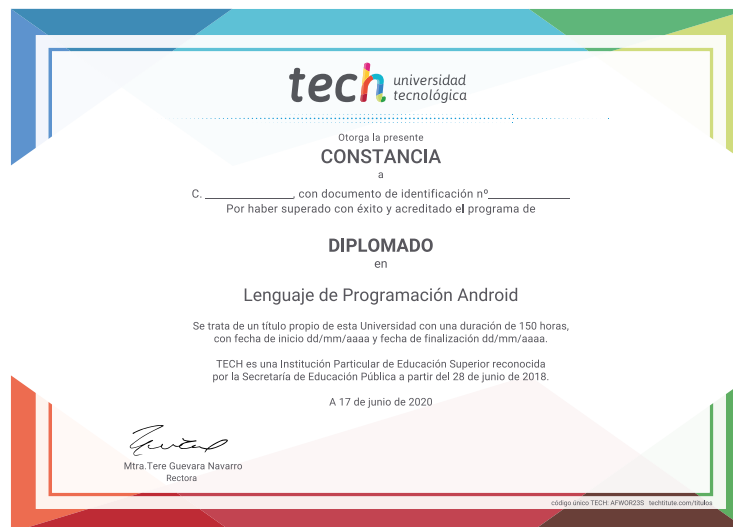 tech universidad
tecnológica
Otorga la presente
CONSTANCIA
a
C. ______________, con documento de identificación nº_____________
Por haber superado con éxito y acreditado el programa de
DIPLOMADO
en
Lenguaje de Programación Android
Se trata de un título propio de esta Universidad con una duración de 150 horas,
con fecha de inicio dd/mm/aaaa y fecha de finalización dd/mm/aaaa.
TECH es una Institución Particular de Educación Superior reconocida
por la Secretaría de Educación Pública a partir del 28 de junio de 2018.
A 17 de junio de 2020
Mtra.Tere Guevara Navarro
Rectora
código único TECH: AFWOR23S techtitute.com/titulos